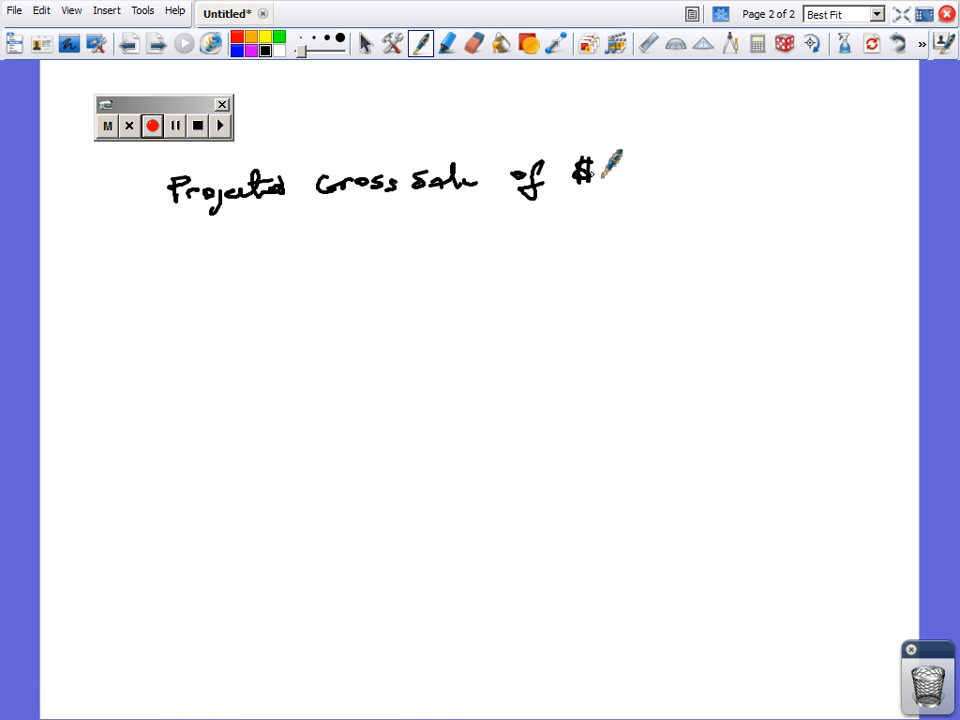 File Edit View Insert Tools Help Untitled* Page 2 of 2 Best Fit
»
M
Projected Gross Sale of $